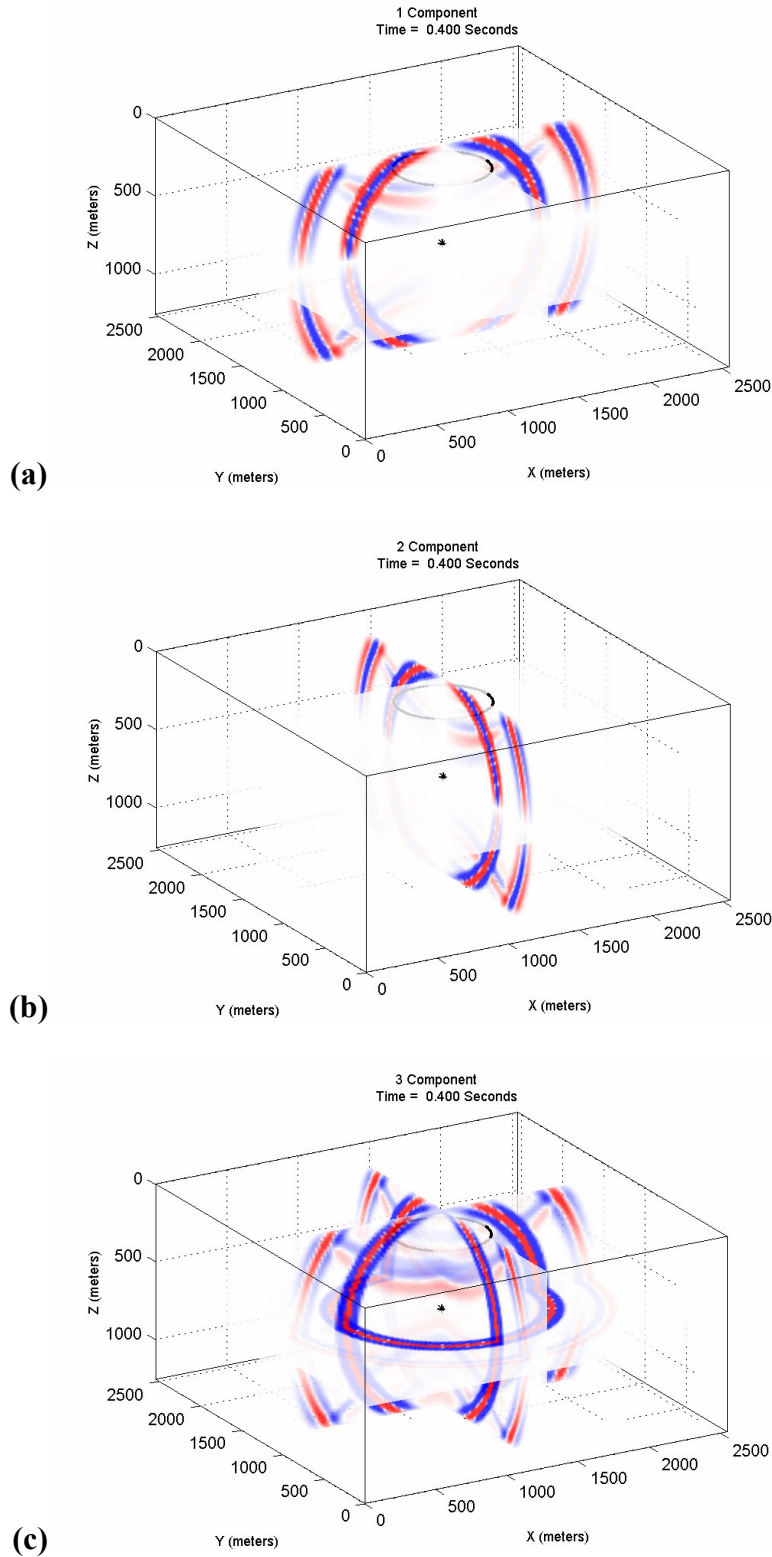 1 Component
Time =  0.400 Seconds
0
500
1000
Z (meters)
2500
2000
1500
1000
500
0
Y (meters)
0
500
1000
1500
2000
2500
X (meters)
(a)
2 Component
Time =  0.400 Seconds
0
500
1000
Z (meters)
2500
2000
1500
1000
500
0
Y (meters)
0
500
1000
1500
2000
2500
X (meters)
(b)
3 Component
Time =  0.400 Seconds
0
500
1000
Z (meters)
2500
2000
1500
1000
500
0
Y (meters)
0
500
1000
1500
2000
2500
X (meters)
(c)